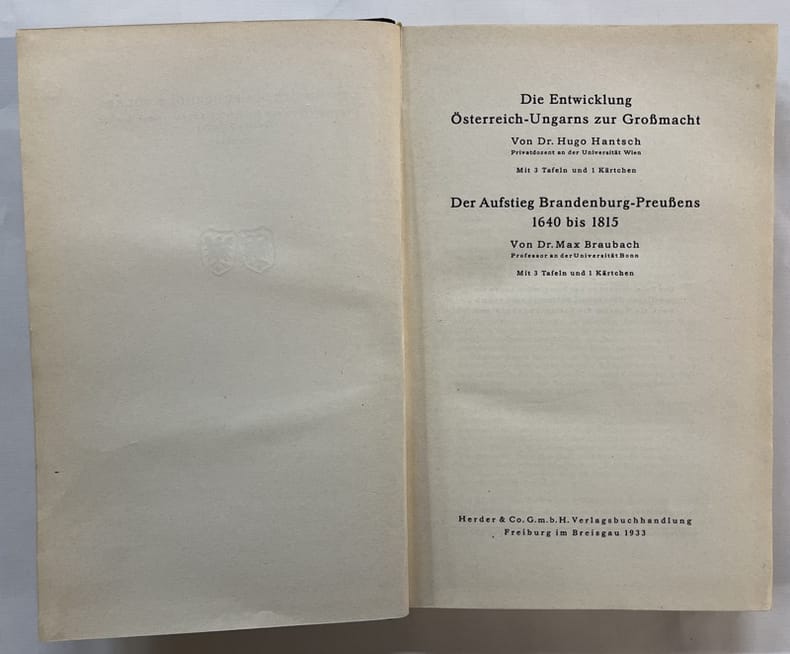 Die Entwicklung
Österreich-Ungarns zur Großmacht
Von Dr. Hugo Hantsch
Privatdozent an der Universität Wien
Mit 3 Tafeln und 1 Kärtchen
Der Aufstieg Brandenburg-Preußens
1640 bis 1815
Von Dr. Max Braubach
Professor an der Universität Bonn
Mit 3 Tafeln und 1 Kärtchen
Herder & Co. G.m.b.H. Verlagsbuchhandlung
Freiburg im Breisgau 1933